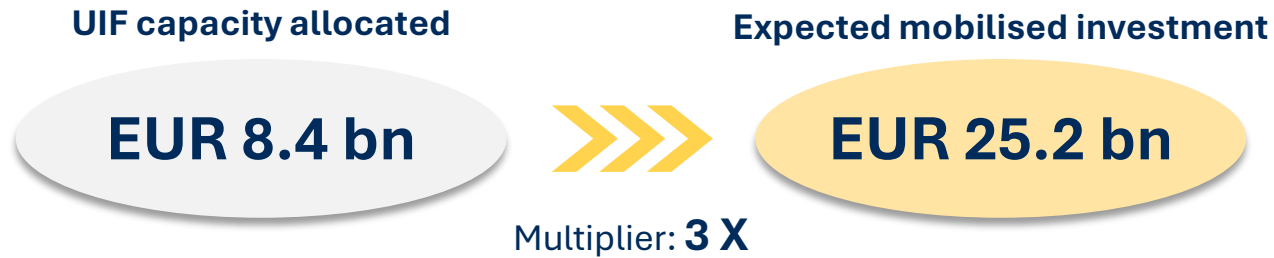 UIF capacity allocated
Expected mobilised investment
EUR 8.4 bn
EUR 25.2 bn
Multiplier: 3 X